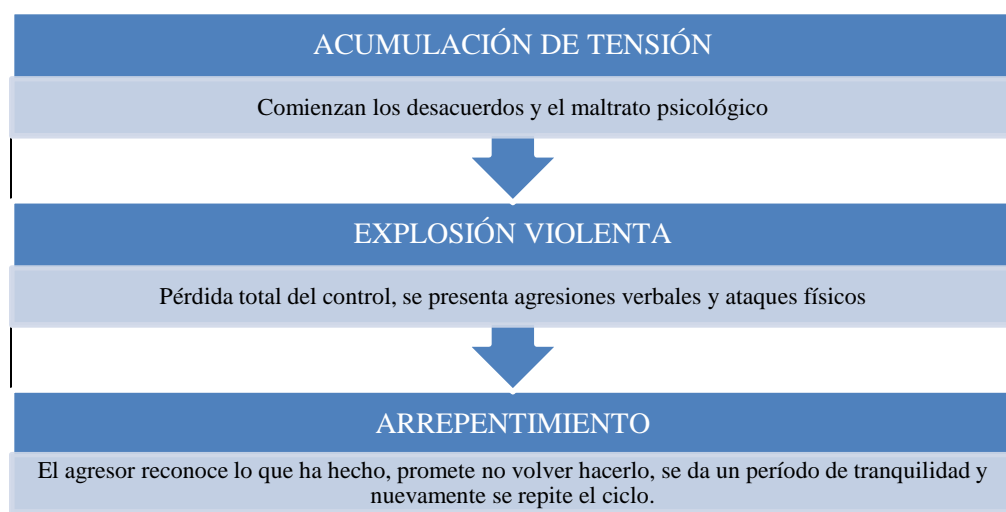 ACUMULACIÓN DE TENSIÓN
Comienzan los desacuerdos y el maltrato psicológico
EXPLOSIÓN VIOLENTA
Pérdida total del control, se presenta agresiones verbales y ataques físicos
ARREPENTIMIENTO
El agresor reconoce lo que ha hecho, promete no volver hacerlo, se da un período de tranquilidad y
nuevamente se repite el ciclo.